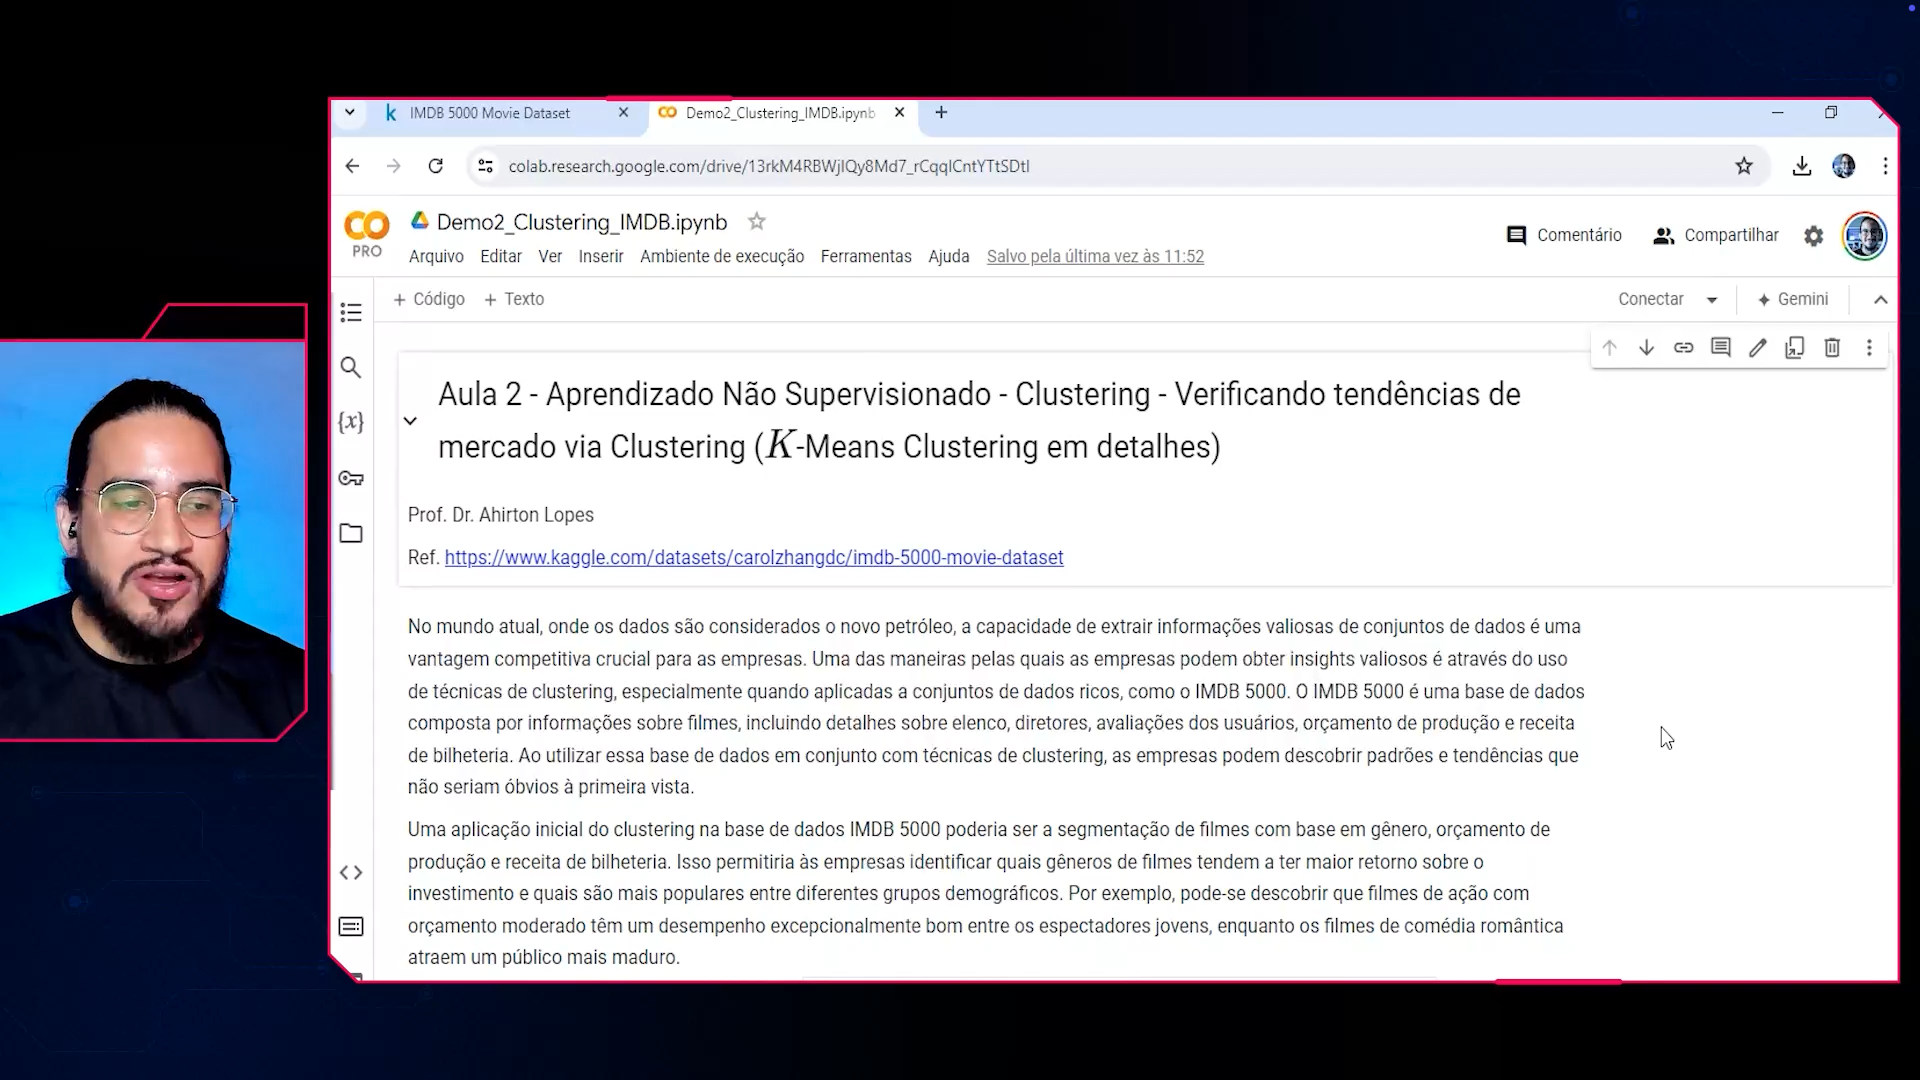 IMDB 5000 Movie Dataset
Demo2_Clustering_IMDB.ipynb
colab.research.google.com/drive/13rkM4RBWjIQy8Md7_rCqqlCntYTtSDtI
CO
PRO
Demo2_Clustering_IMDB.ipynb
Comentário
Compartilhar
Arquivo Editar Ver Inserir Ambiente de execução Ferramentas Ajuda Salvo pela última vez às 11:52
+ Código + Texto
Conectar
Gemini
Aula 2 - Aprendizado Não Supervisionado - Clustering - Verificando tendências de
mercado via Clustering (K-Means Clustering em detalhes)
Prof. Dr. Ahirton Lopes
Ref. https://www.kaggle.com/datasets/carolzhangdc/imdb-5000-movie-dataset
No mundo atual, onde os dados são considerados o novo petróleo, a capacidade de extrair informações valiosas de conjuntos de dados é uma
vantagem competitiva crucial para as empresas. Uma das maneiras pelas quais as empresas podem obter insights valiosos é através do uso
de técnicas de clustering, especialmente quando aplicadas a conjuntos de dados ricos, como o IMDB 5000. O IMDB 5000 é uma base de dados
composta por informações sobre filmes, incluindo detalhes sobre elenco, diretores, avaliações dos usuários, orçamento de produção e receita
de bilheteria. Ao utilizar essa base de dados em conjunto com técnicas de clustering, as empresas podem descobrir padrões e tendências que
não seriam óbvios à primeira vista.
Uma aplicação inicial do clustering na base de dados IMDB 5000 poderia ser a segmentação de filmes com base em gênero, orçamento de
produção e receita de bilheteria. Isso permitiria às empresas identificar quais gêneros de filmes tendem a ter maior retorno sobre o
investimento e quais são mais populares entre diferentes grupos demográficos. Por exemplo, pode-se descobrir que filmes de ação com
orçamento moderado têm um desempenho excepcionalmente bom entre os espectadores jovens, enquanto os filmes de comédia romântica
atraem um público mais maduro.